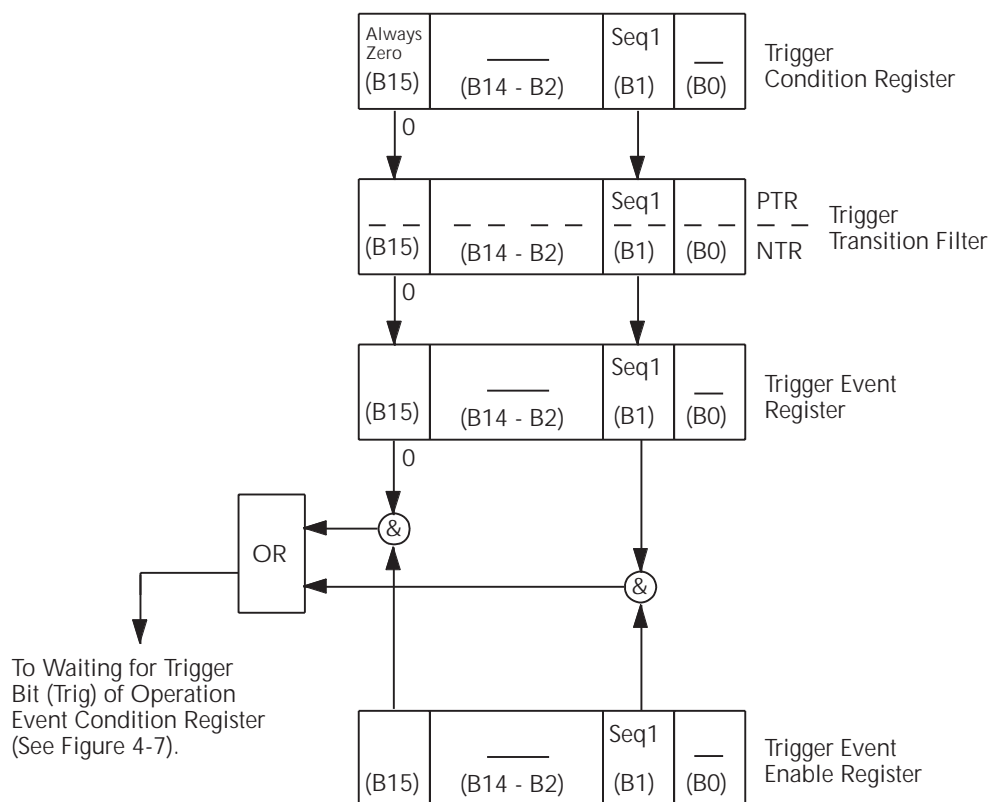 Always
Zero
(B15)
(B14 - B2)
Seq1
(B1)
(B0)
Trigger
Condition Register
0
(B15)
(B14 - B2)
Seq1
(B1)
(B0)
PTR
NTR
Trigger
Transition Filter
0
(B15)
(B14 - B2)
Seq1
(B1)
(B0)
Trigger Event
Register
0
&
OR
&
To Waiting for Trigger
Bit (Trig) of Operation
Event Condition Register
(See Figure 4-7).
(B15)
(B14 - B2)
Seq1
(B1)
(B0)
Trigger Event
Enable Register